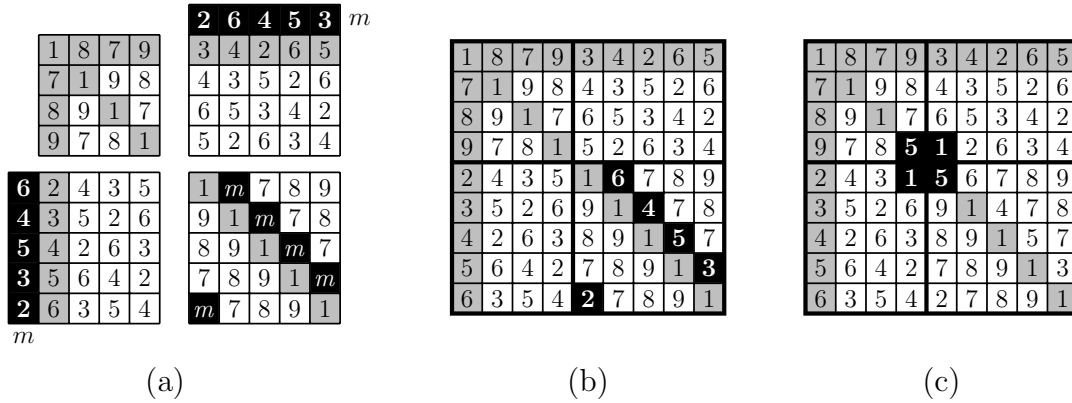 1 8 7 9
7 1 9 8
8 9 1 7
9 7 8 1
2 6 4 5 3 m
3 4 2 6 5
4 3 5 2 6
6 5 3 4 2
5 2 6 3 4
6 2 4 3 5
4 3 5 2 6
5 4 2 6 3
3 5 6 4 2
2 6 3 5 4
m
1 m 7 8 9
9 1 m 7 8
8 9 1 m 7
7 8 9 1 m
m 7 8 9 1
(a)
1 8 7 9 3 4 2 6 5
7 1 9 8 4 3 5 2 6
8 9 1 7 6 5 3 4 2
9 7 8 1 5 2 6 3 4
2 4 3 5 1 6 7 8 9
3 5 2 6 9 1 4 7 8
4 2 6 3 8 9 1 5 7
5 6 4 2 7 8 9 1 3
6 3 5 4 2 7 8 9 1
(b)
1 8 7 9 3 4 2 6 5
7 1 9 8 4 3 5 2 6
8 9 1 7 6 5 3 4 2
9 7 8 5 1 2 6 3 4
2 4 3 1 5 6 7 8 9
3 5 2 6 9 1 4 7 8
4 2 6 3 8 9 1 5 7
5 6 4 2 7 8 9 1 3
6 3 5 4 2 7 8 9 1
(c)